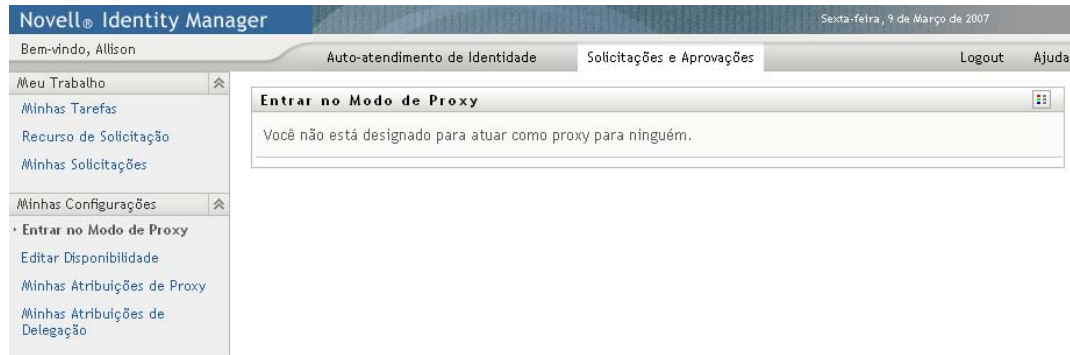 Novell® Identity Manager
Sexta-feira, 9 de Março de 2007
Bem-vindo, Allison
Auto-atendimento de Identidade
Solicitações e Aprovações
Logout
Ajuda
Meu Trabalho
Minhas Tarefas
Recurso de Solicitação
Minhas Solicitações
Minhas Configurações
Entrar no Modo de Proxy
Editar Disponibilidade
Minhas Atribuições de Proxy
Minhas Atribuições de
Delegação
Entrar no Modo de Proxy
Você não está designado para atuar como proxy para ninguém.